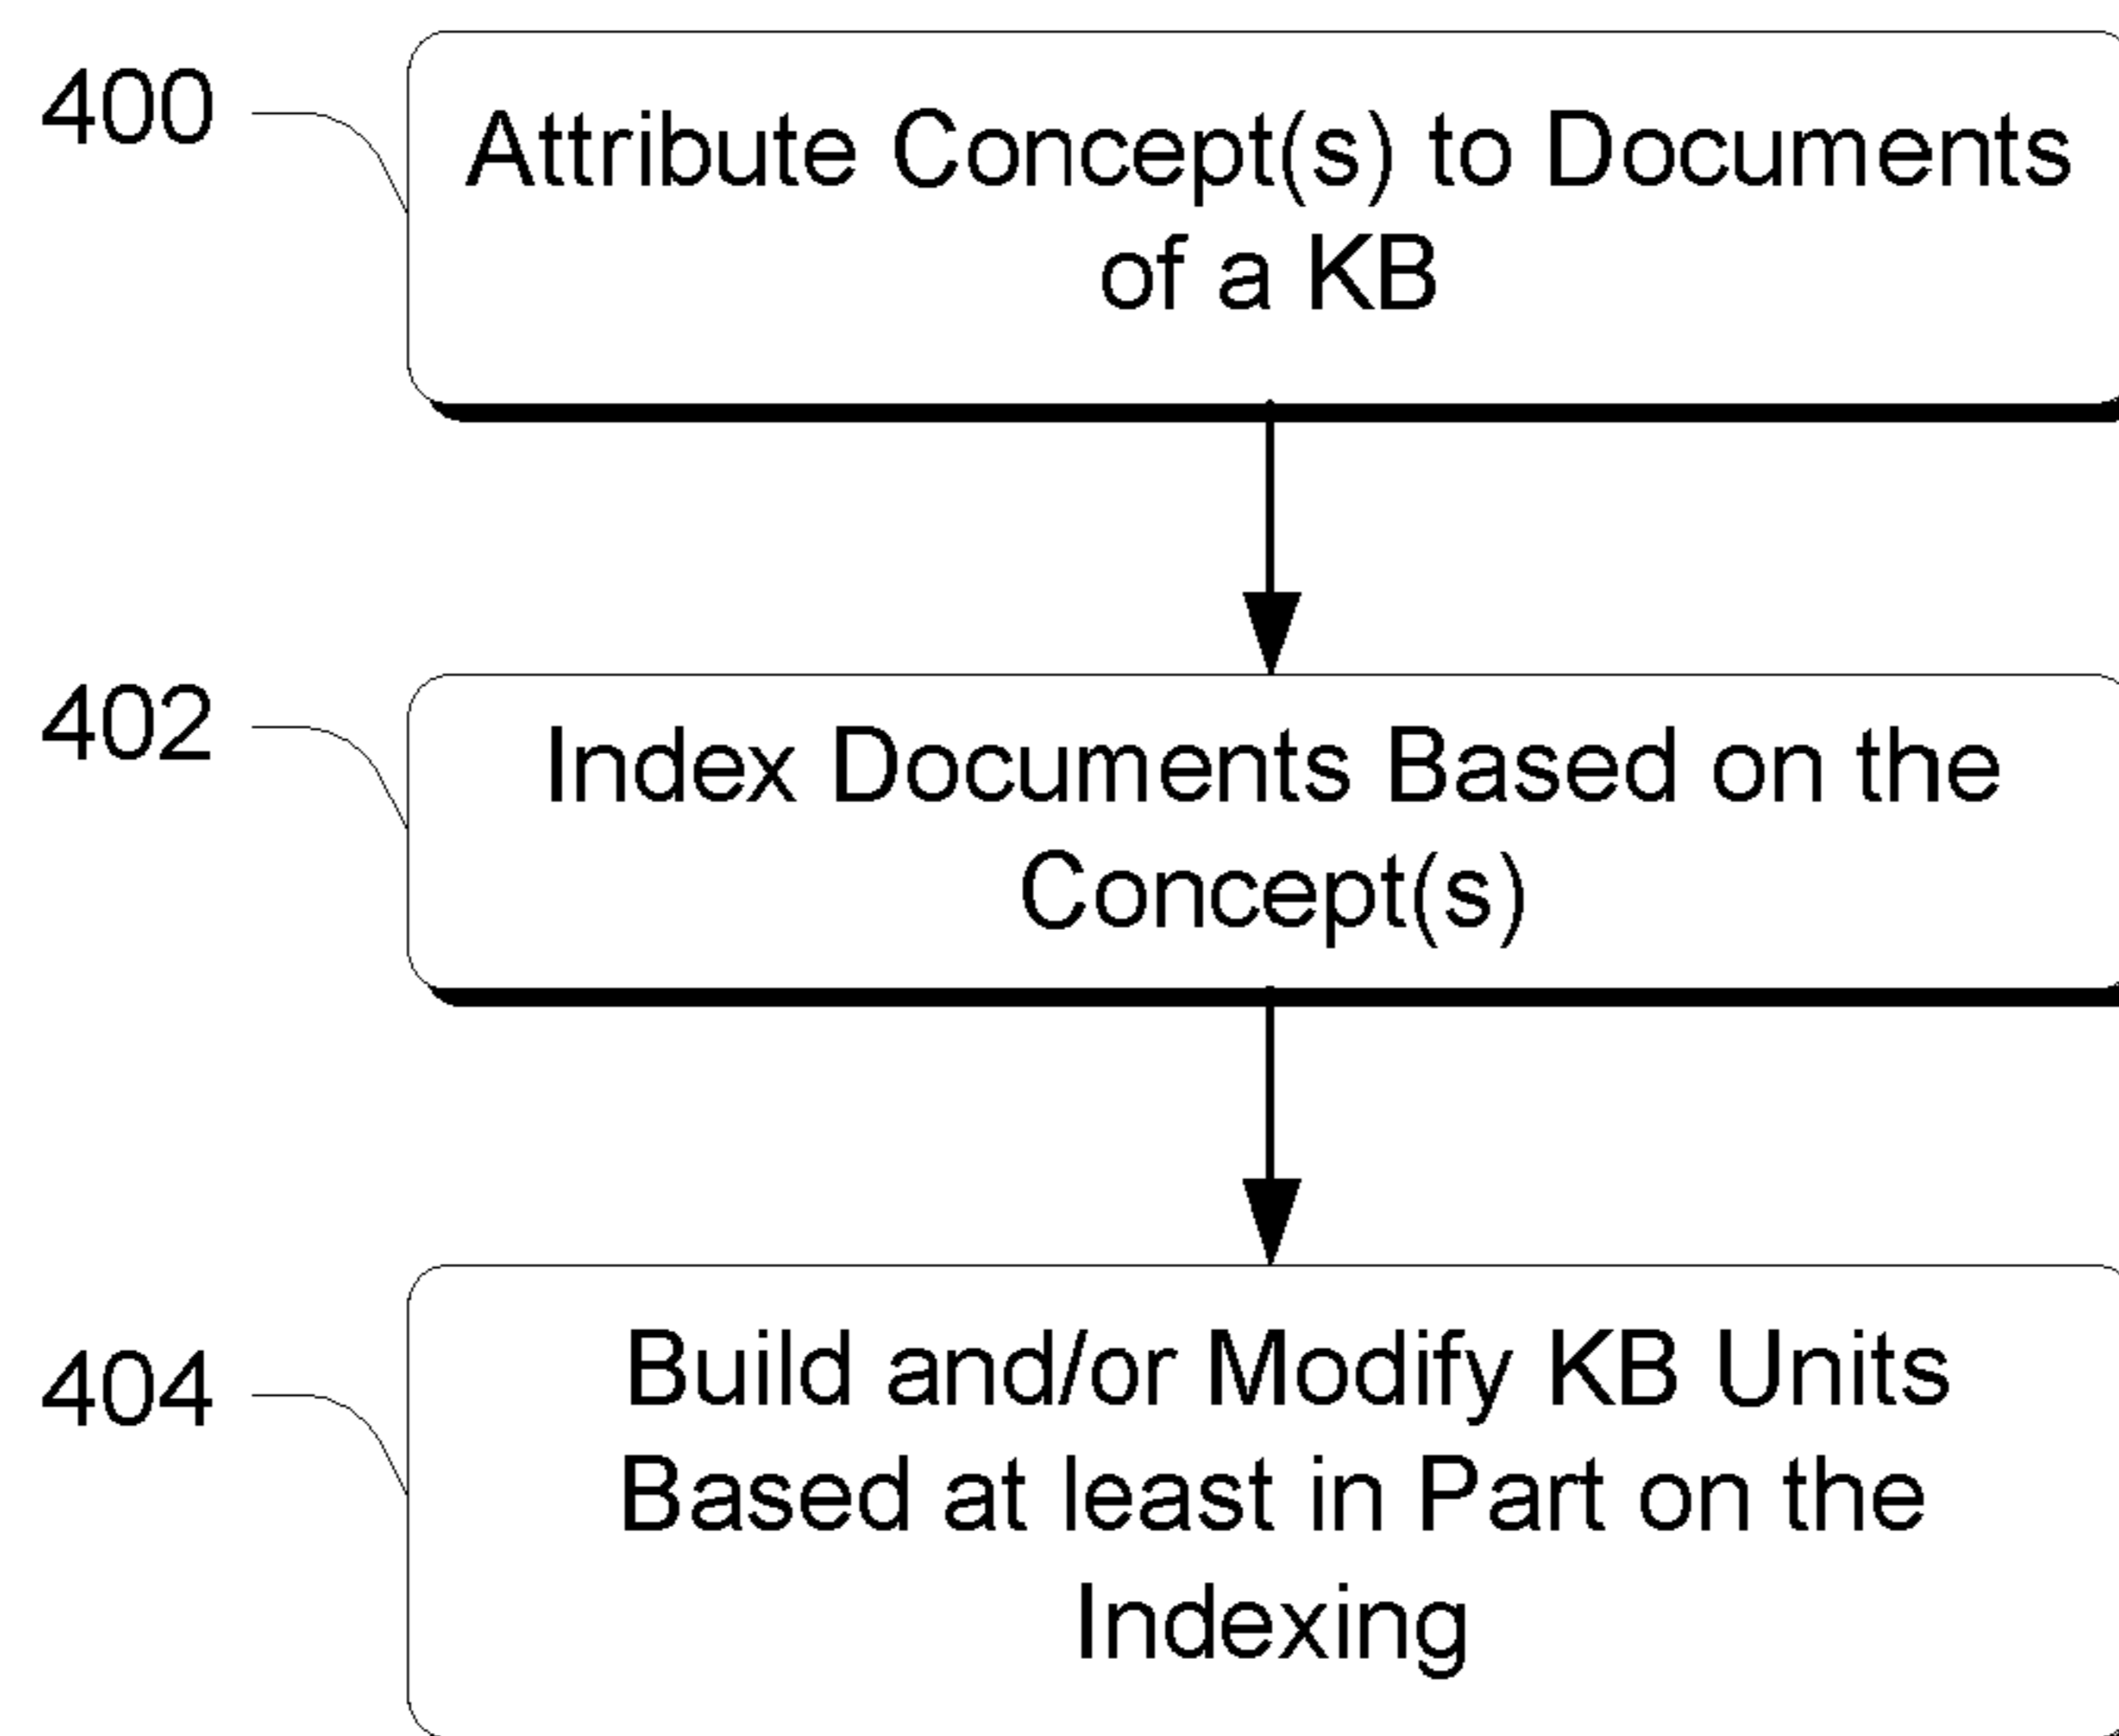 400
Attribute Concept(s) to Documents
of a KB
402
Index Documents Based on the
Concept(s)
404
Build and/or Modify KB Units
Based at least in Part on the
Indexing